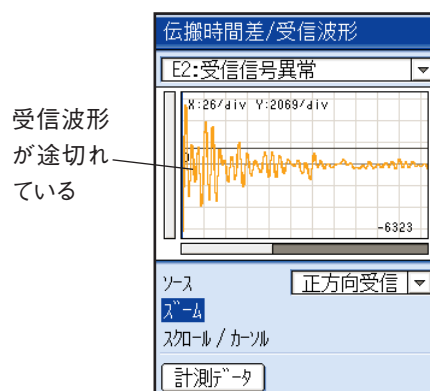 伝搬時間差/受信波形
E2:受信信号異常
X:26/div Y:2069/div
受信波形
が途切れ
ている
0
-6323
ソース
正方向受信
ズーム
スクロール / カーソル
計測データ